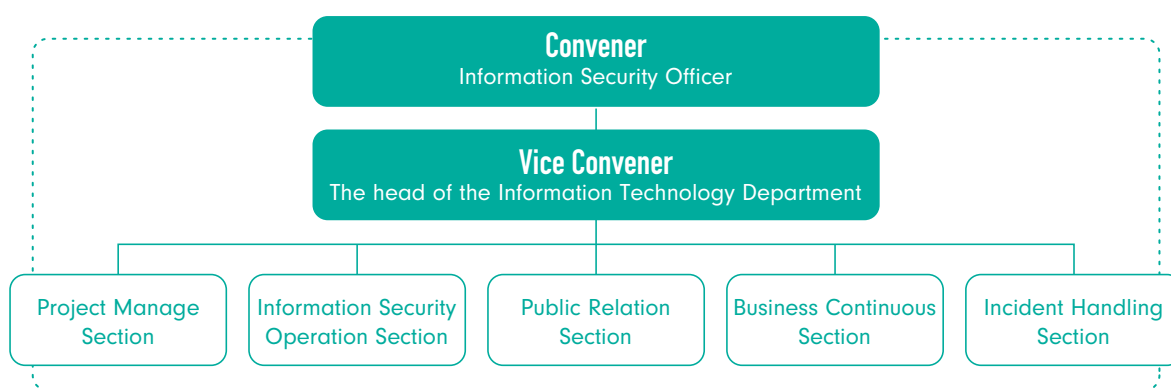 Convener
Information Security Officer
Vice Convener
The head of the Information Technology Department
Project Manage
Section
Information Security
Operation Section
Public Relation
Section
Business Continuous
Section
Incident Handling
Section